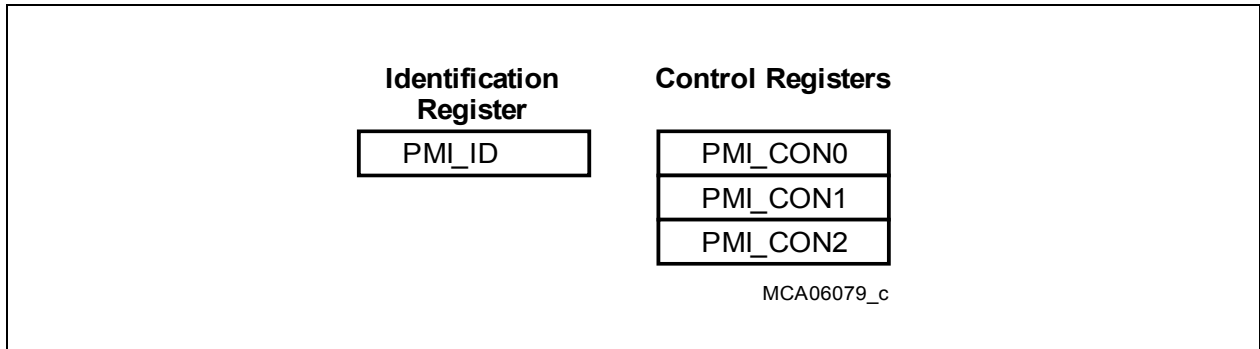 Identification
Register
PMI_ID
Control Registers
PMI_CON0
PMI_CON1
PMI_CON2
MCA06079_c